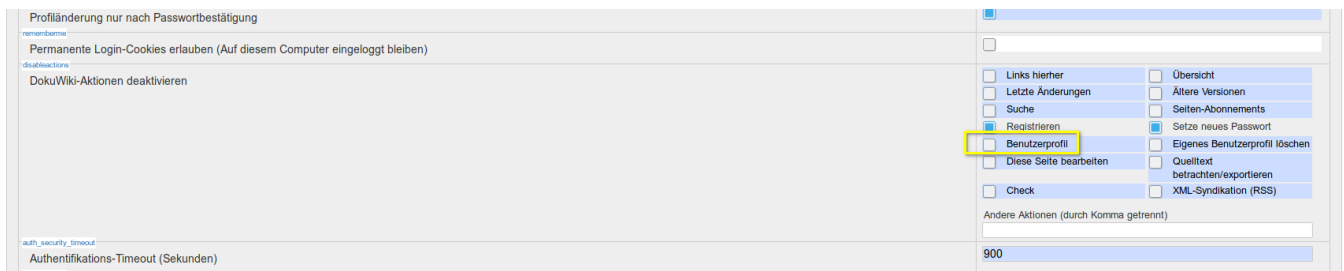 Profiländerung nur nach Passwortbestätigung
rememberme
Permanente Login-Cookies erlauben (Auf diesem Computer eingeloggt bleiben)
disableactions
DokuWiki-Aktionen deaktivieren
Links hierher Übersicht
Letzte Änderungen Ältere Versionen
Suche Seiten-Abonnements
Registrieren Setze neues Passwort
Benutzerprofil Eigenes Benutzerprofil löschen
Diese Seite bearbeiten Quelltext
betrachten/exportieren
Check XML-Syndikation (RSS)
Andere Aktionen (durch Komma getrennt)
auth_security_timeout
Authentifikations-Timeout (Sekunden) 900